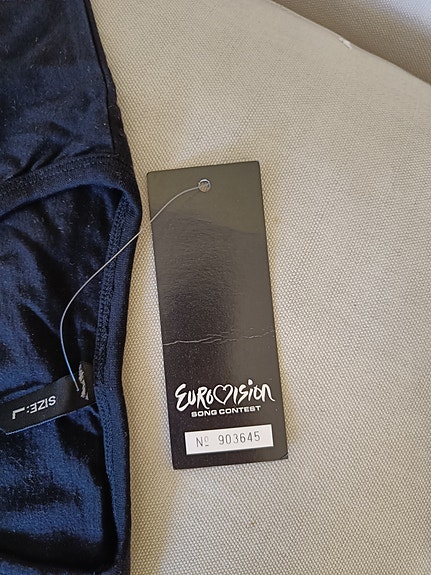 EUROVISION
SONG CONTEST
Nº 903645
SIZE: L